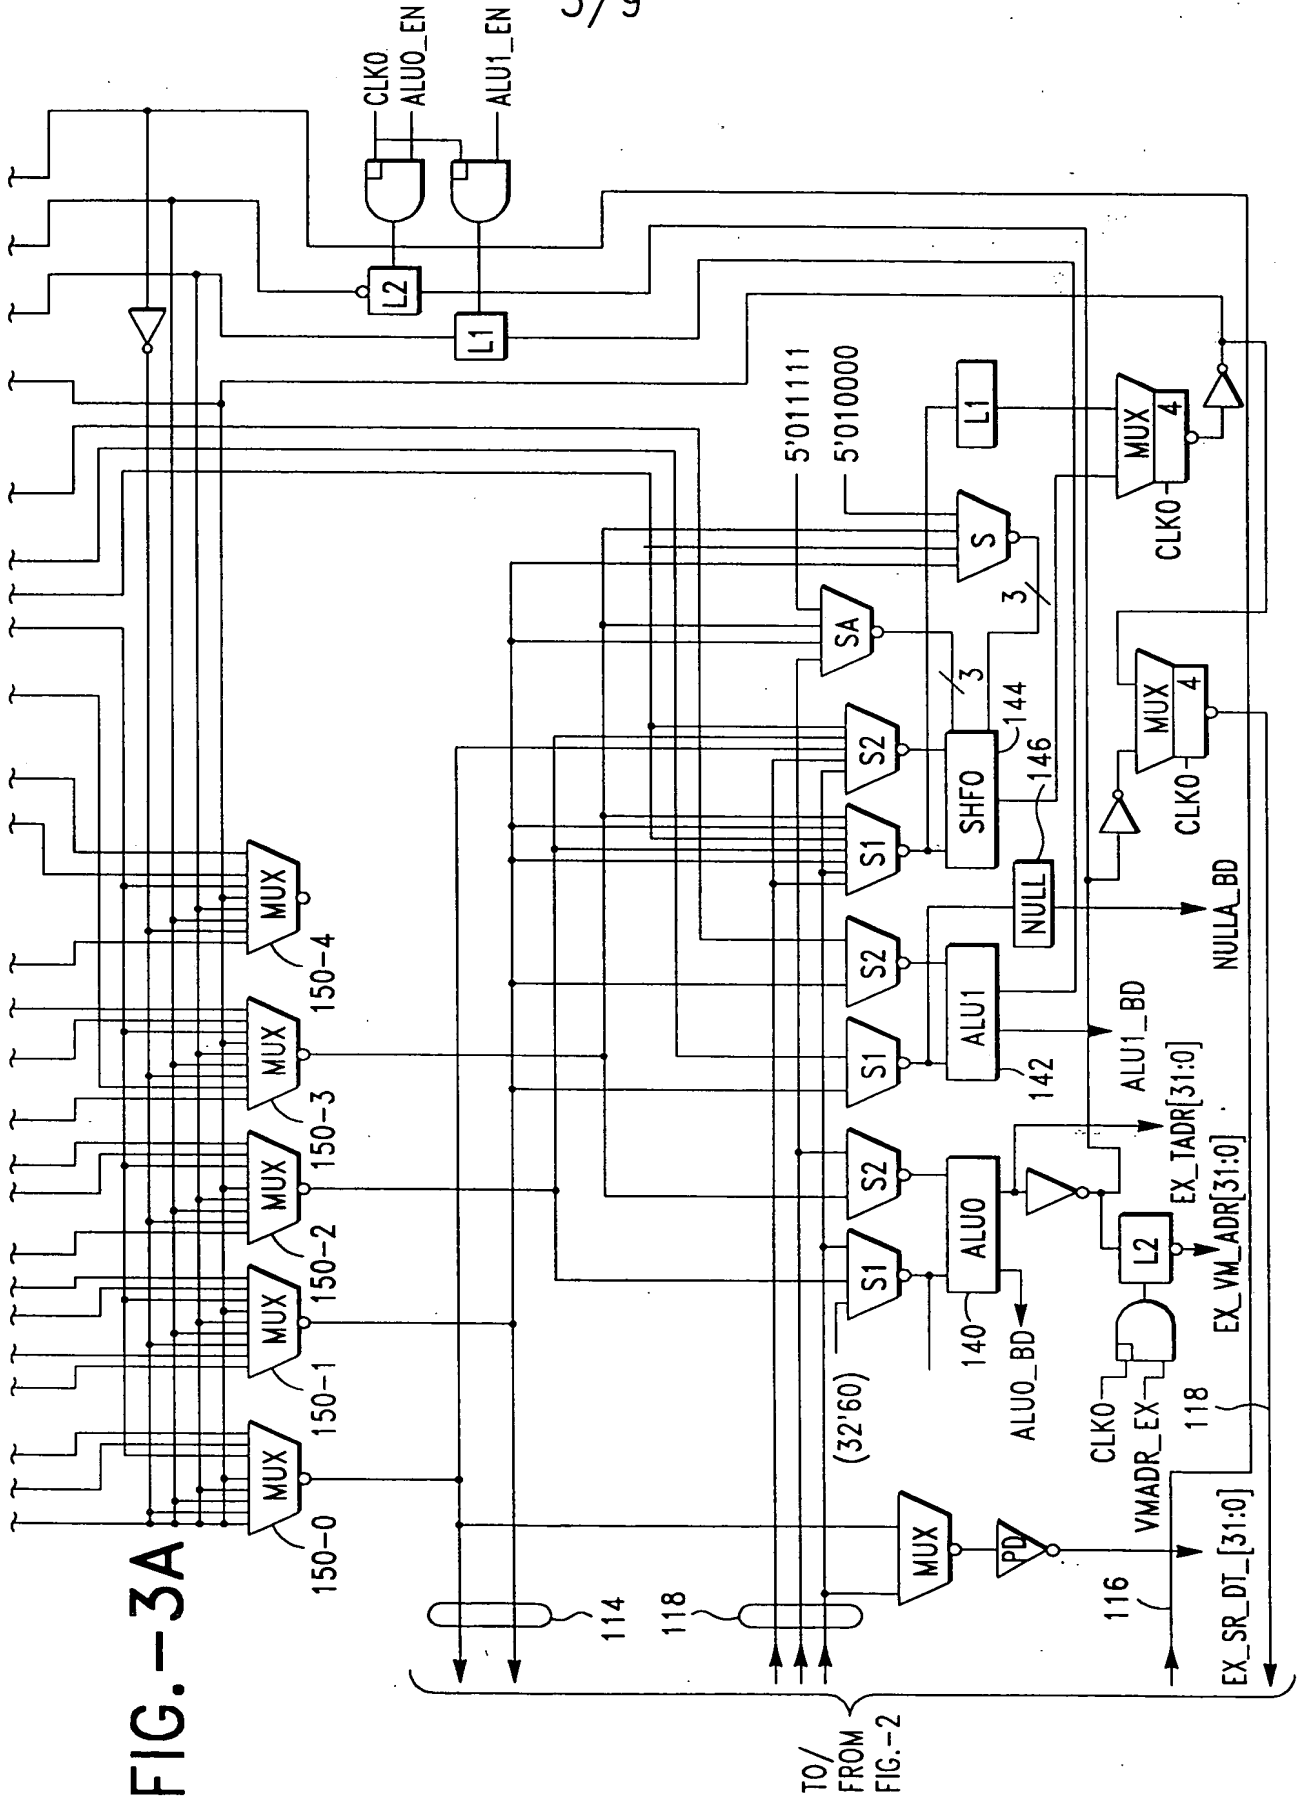 3/9
FIG.-3A
CLK0
ALU0_EN
ALU1_EN
L2
L1
MUX
150-0
MUX
150-1
MUX
150-2
MUX
150-3
MUX
150-4
5'011111
5'010000
L1
S
SA
3
3
S2
S1
SHF0
144
NULL
146
NULLA_BD
S2
S1
ALU1
142
ALU1_BD
S2
S1
ALU0
140
ALU0_BD
(32'60)
MUX
4
CLK0
MUX
4
CLK0
EX_TADR[31:0]
L2
EX_VM_ADR[31:0]
CLK0
VMADR_EX
MUX
PD
EX_SR_DT_[31:0]
114
118
116
118
TO/
FROM
FIG.-2